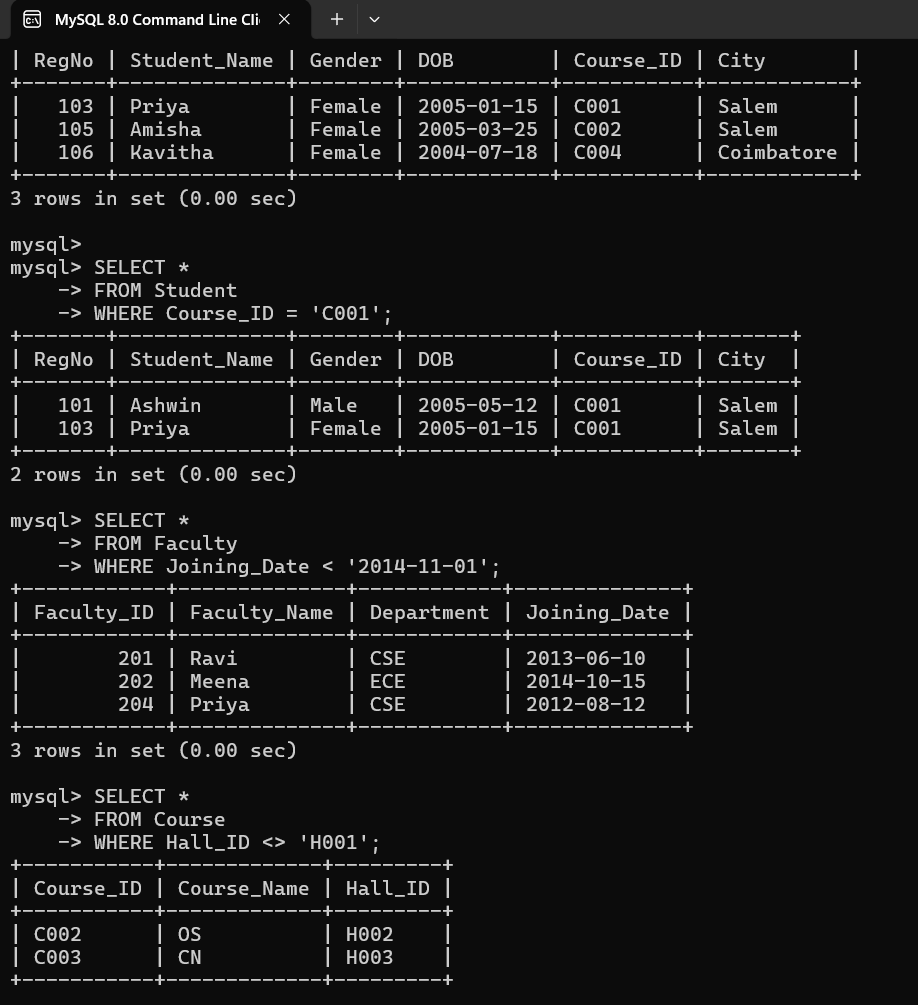 MySQL 8.0 Command Line Cli
| RegNo | Student_Name | Gender | DOB        | Course_ID | City       |
+-------+--------------+--------+------------+-----------+------------+
|   103 | Priya        | Female | 2005-01-15 | C001      | Salem      |
|   105 | Amisha       | Female | 2005-03-25 | C002      | Salem      |
|   106 | Kavitha      | Female | 2004-07-18 | C004      | Coimbatore |
+-------+--------------+--------+------------+-----------+------------+
3 rows in set (0.00 sec)
mysql>
mysql> SELECT *
    -> FROM Student
    -> WHERE Course_ID = 'C001';
+-------+--------------+--------+------------+-----------+-------+
| RegNo | Student_Name | Gender | DOB        | Course_ID | City  |
+-------+--------------+--------+------------+-----------+-------+
|   101 | Ashwin       | Male   | 2005-05-12 | C001      | Salem |
|   103 | Priya        | Female | 2005-01-15 | C001      | Salem |
+-------+--------------+--------+------------+-----------+-------+
2 rows in set (0.00 sec)
mysql> SELECT *
    -> FROM Faculty
    -> WHERE Joining_Date < '2014-11-01';
+------------+--------------+------------+--------------+
| Faculty_ID | Faculty_Name | Department | Joining_Date |
+------------+--------------+------------+--------------+
|        201 | Ravi         | CSE        | 2013-06-10   |
|        202 | Meena        | ECE        | 2014-10-15   |
|        204 | Priya        | CSE        | 2012-08-12   |
+------------+--------------+------------+--------------+
3 rows in set (0.00 sec)
mysql> SELECT *
    -> FROM Course
    -> WHERE Hall_ID <> 'H001';
+-----------+-------------+---------+
| Course_ID | Course_Name | Hall_ID |
+-----------+-------------+---------+
| C002      | OS          | H002    |
| C003      | CN          | H003    |
+-----------+-------------+---------+